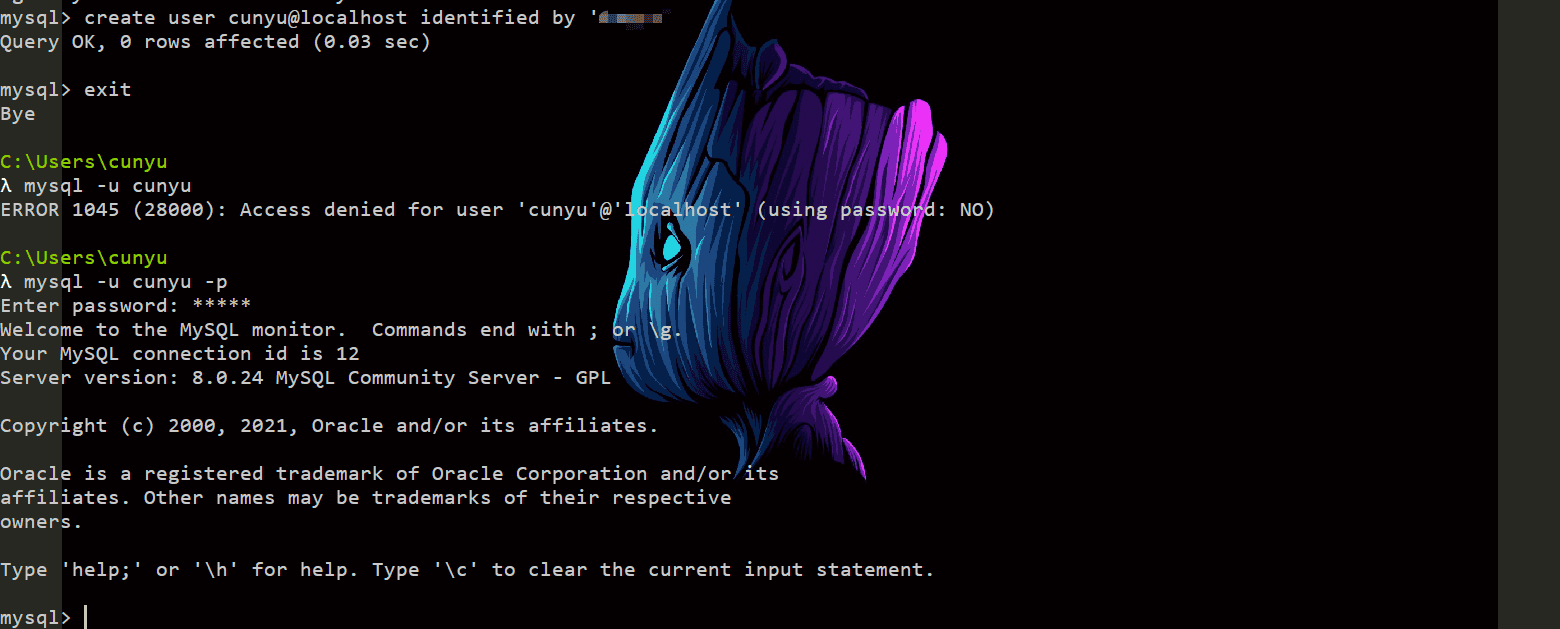 mysql> create user cunyu@localhost identified by '
Query OK, 0 rows affected (0.03 sec)
mysql> exit
Bye
C:\Users\cunyu
λ mysql -u cunyu
ERROR 1045 (28000): Access denied for user 'cunyu'@'localhost' (using password: NO)
C:\Users\cunyu
λ mysql -u cunyu -p
Enter password: *****
Welcome to the MySQL monitor.  Commands end with ; or \g.
Your MySQL connection id is 12
Server version: 8.0.24 MySQL Community Server - GPL
Copyright (c) 2000, 2021, Oracle and/or its affiliates.
Oracle is a registered trademark of Oracle Corporation and/or its
affiliates. Other names may be trademarks of their respective
owners.
Type 'help;' or '\h' for help. Type '\c' to clear the current input statement.
mysql>